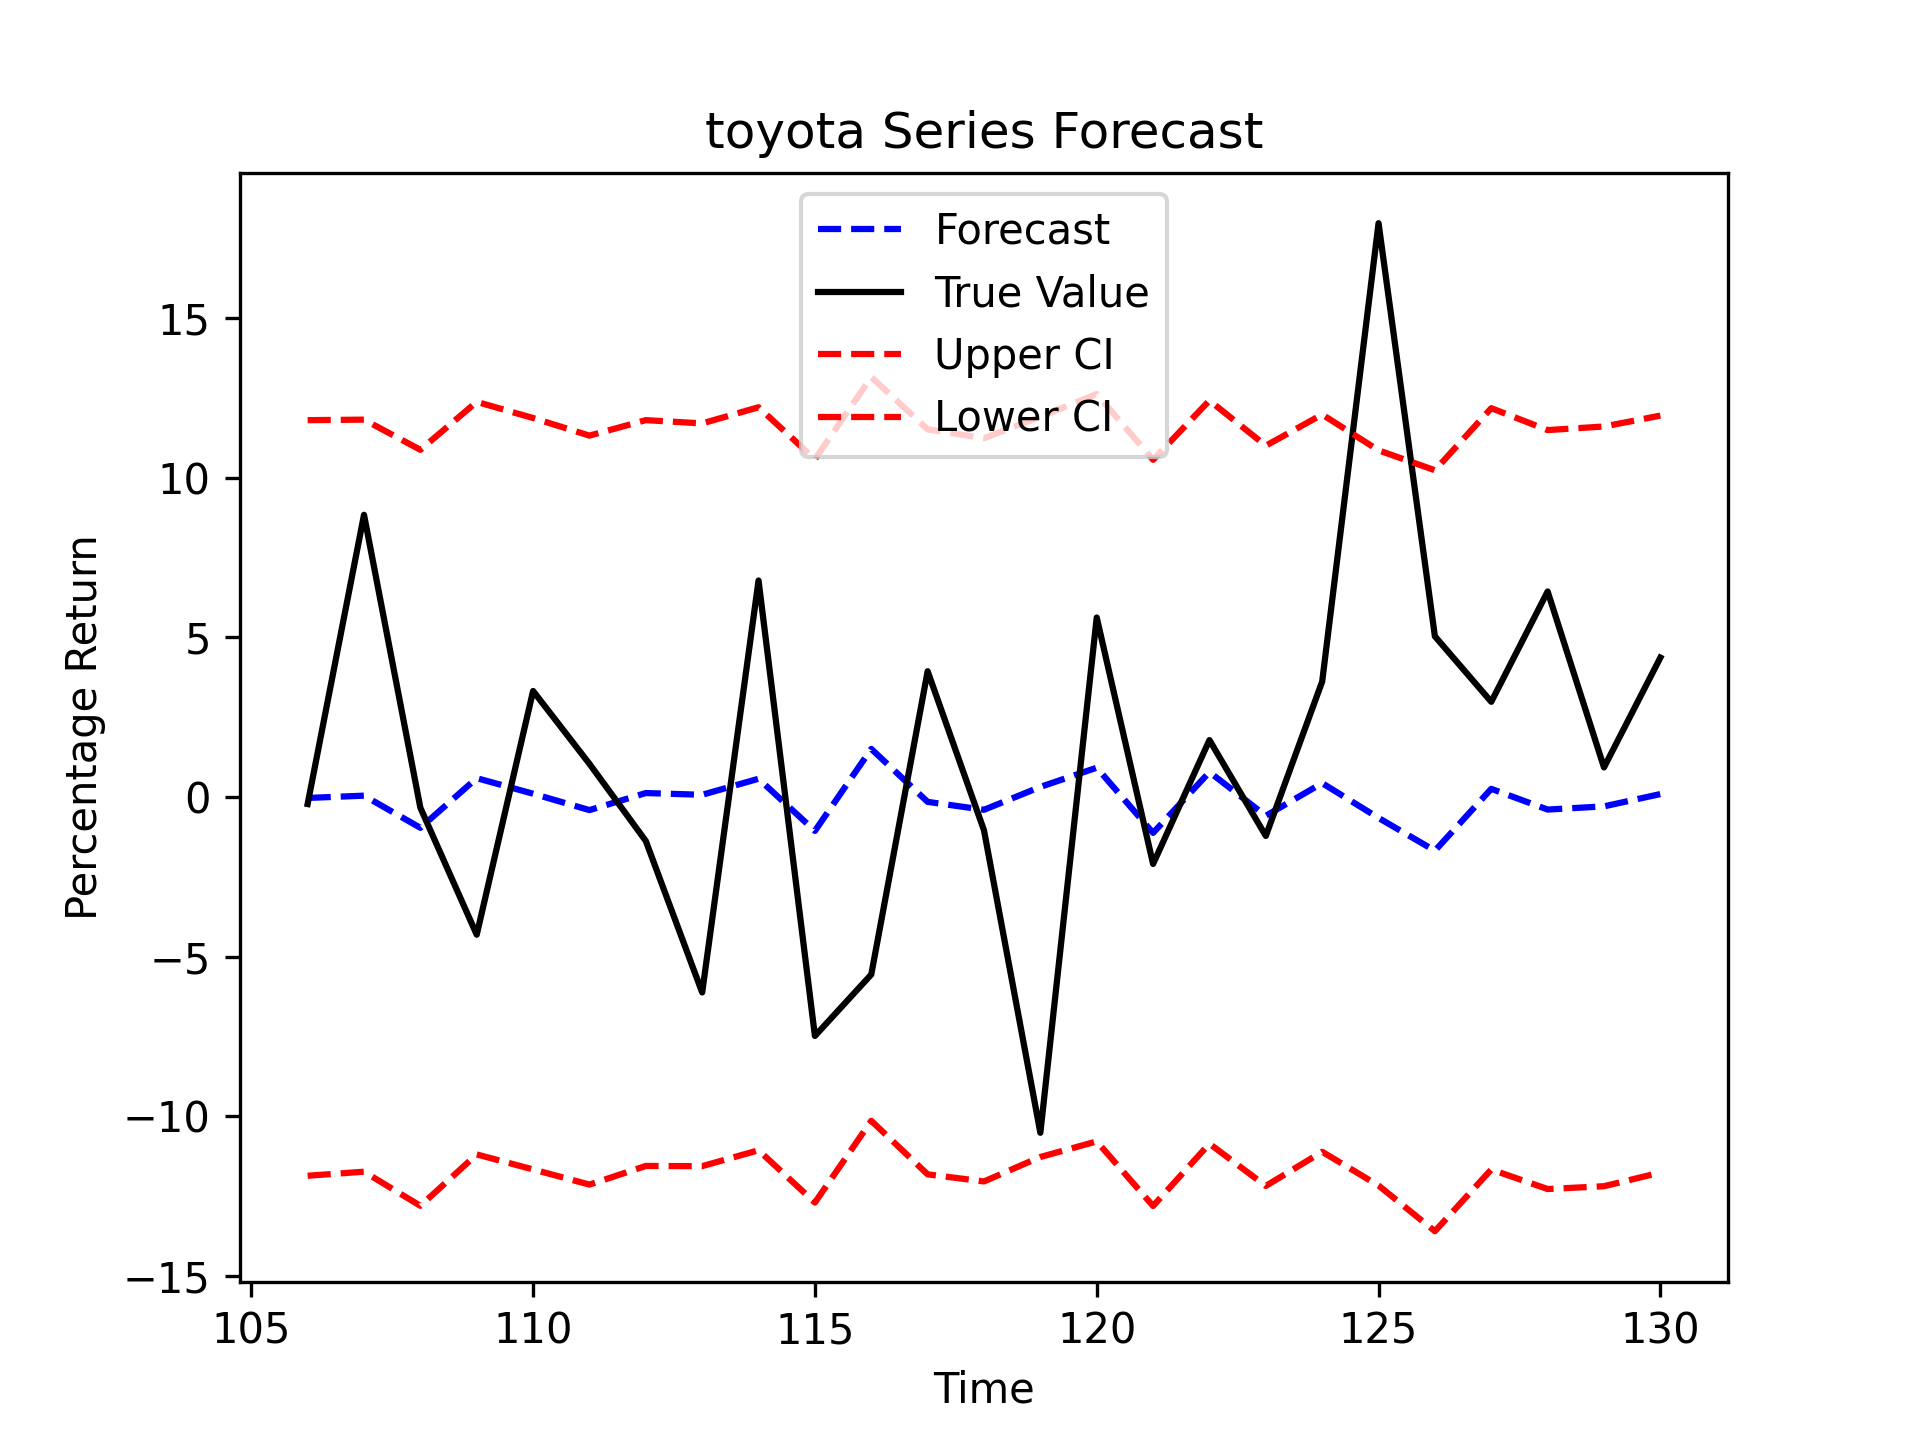 toyota Series Forecast
Forecast
True Value
Upper CI
Lower CI
Percentage Return
15
10
5
0
−5
−10
−15
105 110 115 120 125 130
Time